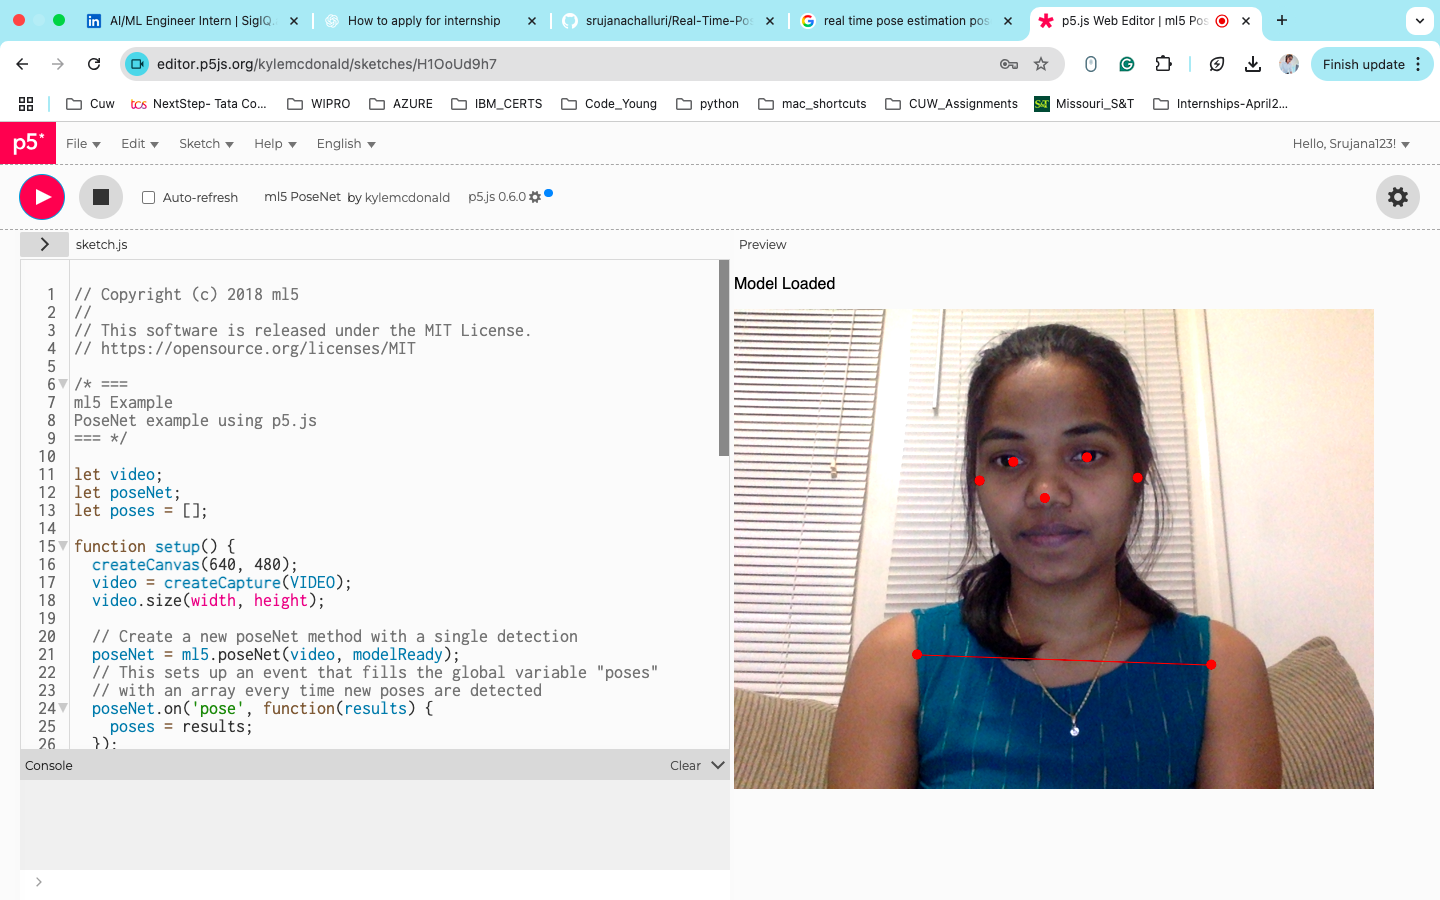 AI/ML Engineer Intern | SigIQ.
How to apply for internship
srujanachalluri/Real-Time-Pos
real time pose estimation pos
p5.js Web Editor | ml5 Pos
editor.p5js.org/kylemcdonald/sketches/H1OoUd9h7
Finish update
Cuw
tcs NextStep- Tata Co...
WIPRO
AZURE
IBM_CERTS
Code_Young
python
mac_shortcuts
CUW_Assignments
S&T Missouri_S&T
Internships-April2...
p5*
File
Edit
Sketch
Help
English
Hello, Srujana123!
Auto-refresh
ml5 PoseNet by kylemcdonald
p5.js 0.6.0
sketch.js
Preview
1 // Copyright (c) 2018 ml5
2 //
3 // This software is released under the MIT License.
4 // https://opensource.org/licenses/MIT
5
6 /* ===
7 ml5 Example
8 PoseNet example using p5.js
9 === */
10
11 let video;
12 let poseNet;
13 let poses = [];
14
15 function setup() {
16 createCanvas(640, 480);
17 video = createCapture(VIDEO);
18 video.size(width, height);
19
20 // Create a new poseNet method with a single detection
21 poseNet = ml5.poseNet(video, modelReady);
22 // This sets up an event that fills the global variable "poses"
23 // with an array every time new poses are detected
24 poseNet.on('pose', function(results) {
25 poses = results;
26 });
Model Loaded
Console
Clear